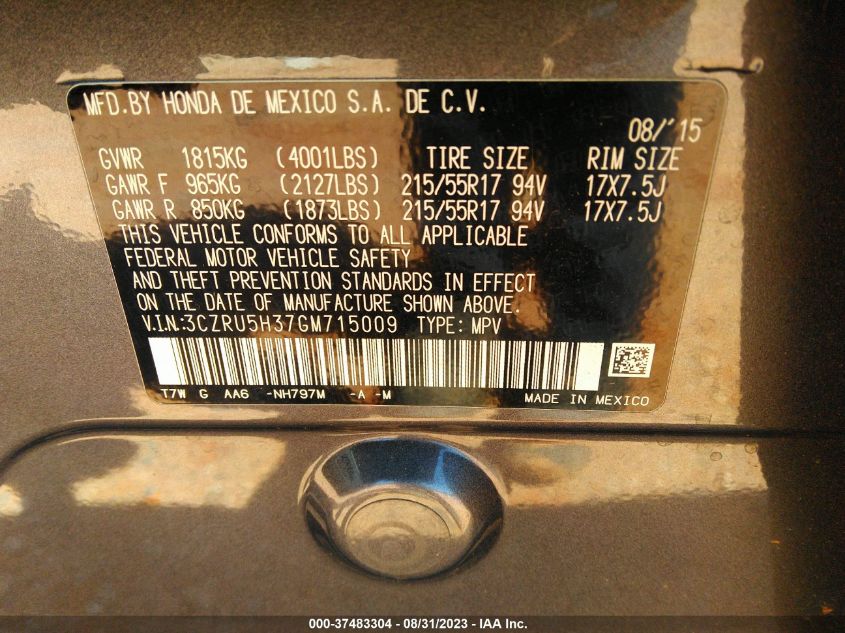 MFD.BY HONDA DE MEXICO S.A. DE C.V.
08/'15
GVWR 1815KG (4001LBS) TIRE SIZE RIM SIZE
GAWR F 965KG (2127LBS) 215/55R17 94V 17X7.5J
GAWR R 850KG (1873LBS) 215/55R17 94V 17X7.5J
THIS VEHICLE CONFORMS TO ALL APPLICABLE
FEDERAL MOTOR VEHICLE SAFETY
AND THEFT PREVENTION STANDARDS IN EFFECT
ON THE DATE OF MANUFACTURE SHOWN ABOVE.
V.I.N:3CZRU5H37GM715009 TYPE: MPV
T7W G AA6 -NH797M -A -M MADE IN MEXICO
000-37483304 - 08/31/2023 - IAA Inc.